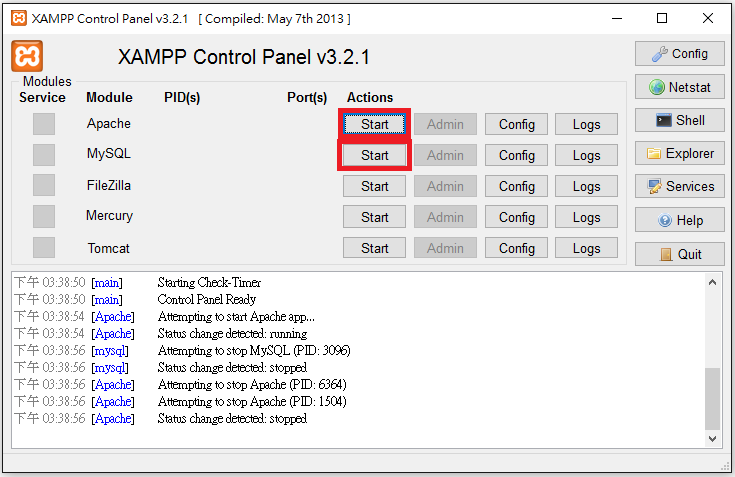 XAMPP Control Panel v3.2.1 [ Compiled: May 7th 2013 ]
XAMPP Control Panel v3.2.1
Config
Modules
Service Module PID(s) Port(s) Actions
Netstat
Apache Start Admin Config Logs
Shell
MySQL Start Admin Config Logs
Explorer
FileZilla Start Admin Config Logs
Services
Mercury Start Admin Config Logs
Help
Tomcat Start Admin Config Logs
Quit
下午 03:38:50 [main] Starting Check-Timer
下午 03:38:50 [main] Control Panel Ready
下午 03:38:54 [Apache] Attempting to start Apache app...
下午 03:38:54 [Apache] Status change detected: running
下午 03:38:56 [mysql] Attempting to stop MySQL (PID: 3096)
下午 03:38:56 [mysql] Status change detected: stopped
下午 03:38:56 [Apache] Attempting to stop Apache (PID: 6364)
下午 03:38:56 [Apache] Attempting to stop Apache (PID: 1504)
下午 03:38:56 [Apache] Status change detected: stopped